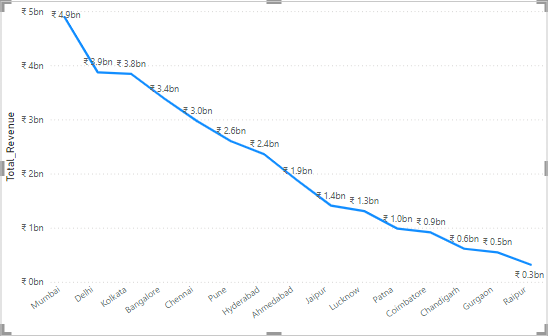 ₹ 5bn
₹ 4bn
₹ 3bn
₹ 2bn
₹ 1bn
₹ 0bn
Total_Revenue
₹ 4.9bn
₹ 3.9bn
₹ 3.8bn
₹ 3.4bn
₹ 3.0bn
₹ 2.6bn
₹ 2.4bn
₹ 1.9bn
₹ 1.4bn
₹ 1.3bn
₹ 1.0bn
₹ 0.9bn
₹ 0.6bn
₹ 0.5bn
₹ 0.3bn
Mumbai
Delhi
Kolkata
Bangalore
Chennai
Pune
Hyderabad
Ahmedabad
Jaipur
Lucknow
Patna
Coimbatore
Chandigarh
Gurgaon
Raipur